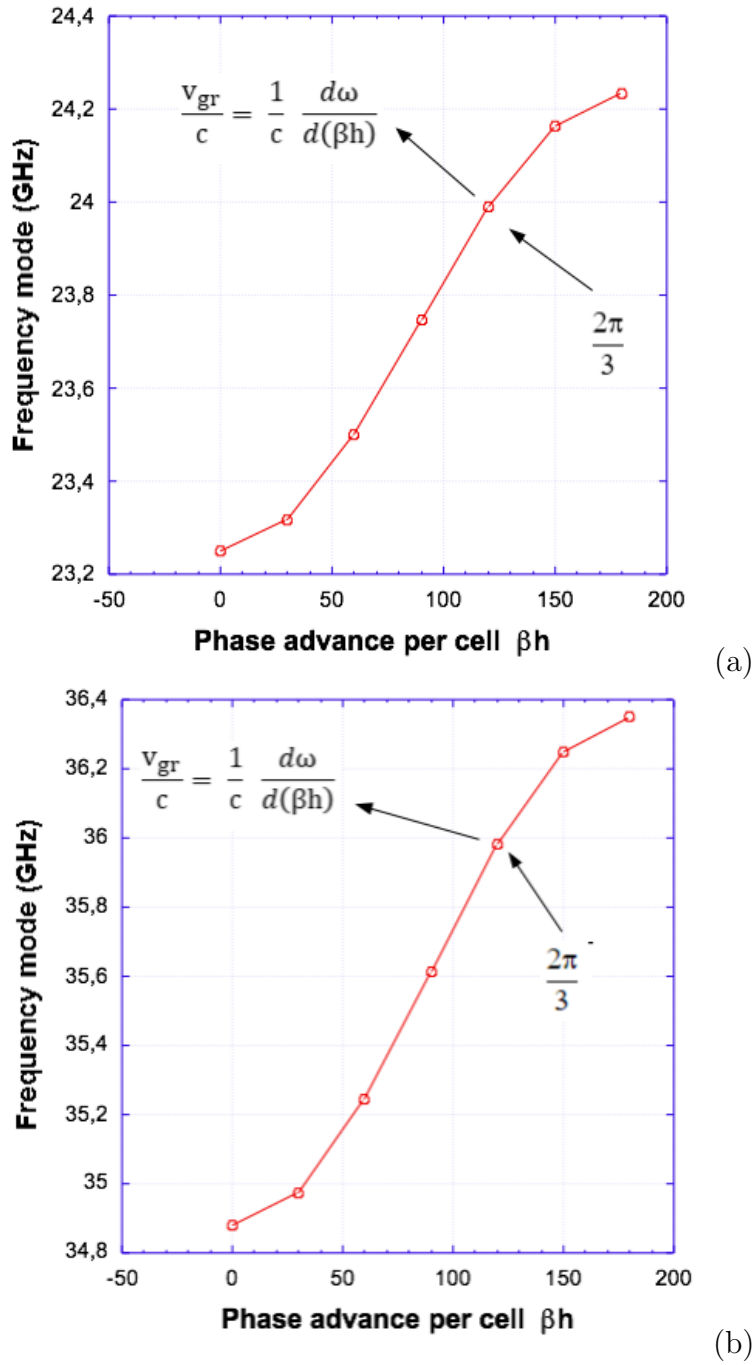 24,4
24,2
24
23,8
23,6
23,4
23,2
Frequency mode (GHz)
v_gr/c = 1/c dω/d(βh)
2π/3
-50 0 50 100 150 200
Phase advance per cell βh
(a)
36,4
36,2
36
35,8
35,6
35,4
35,2
35
34,8
Frequency mode (GHz)
v_gr/c = 1/c dω/d(βh)
2π/3
-50 0 50 100 150 200
Phase advance per cell βh
(b)